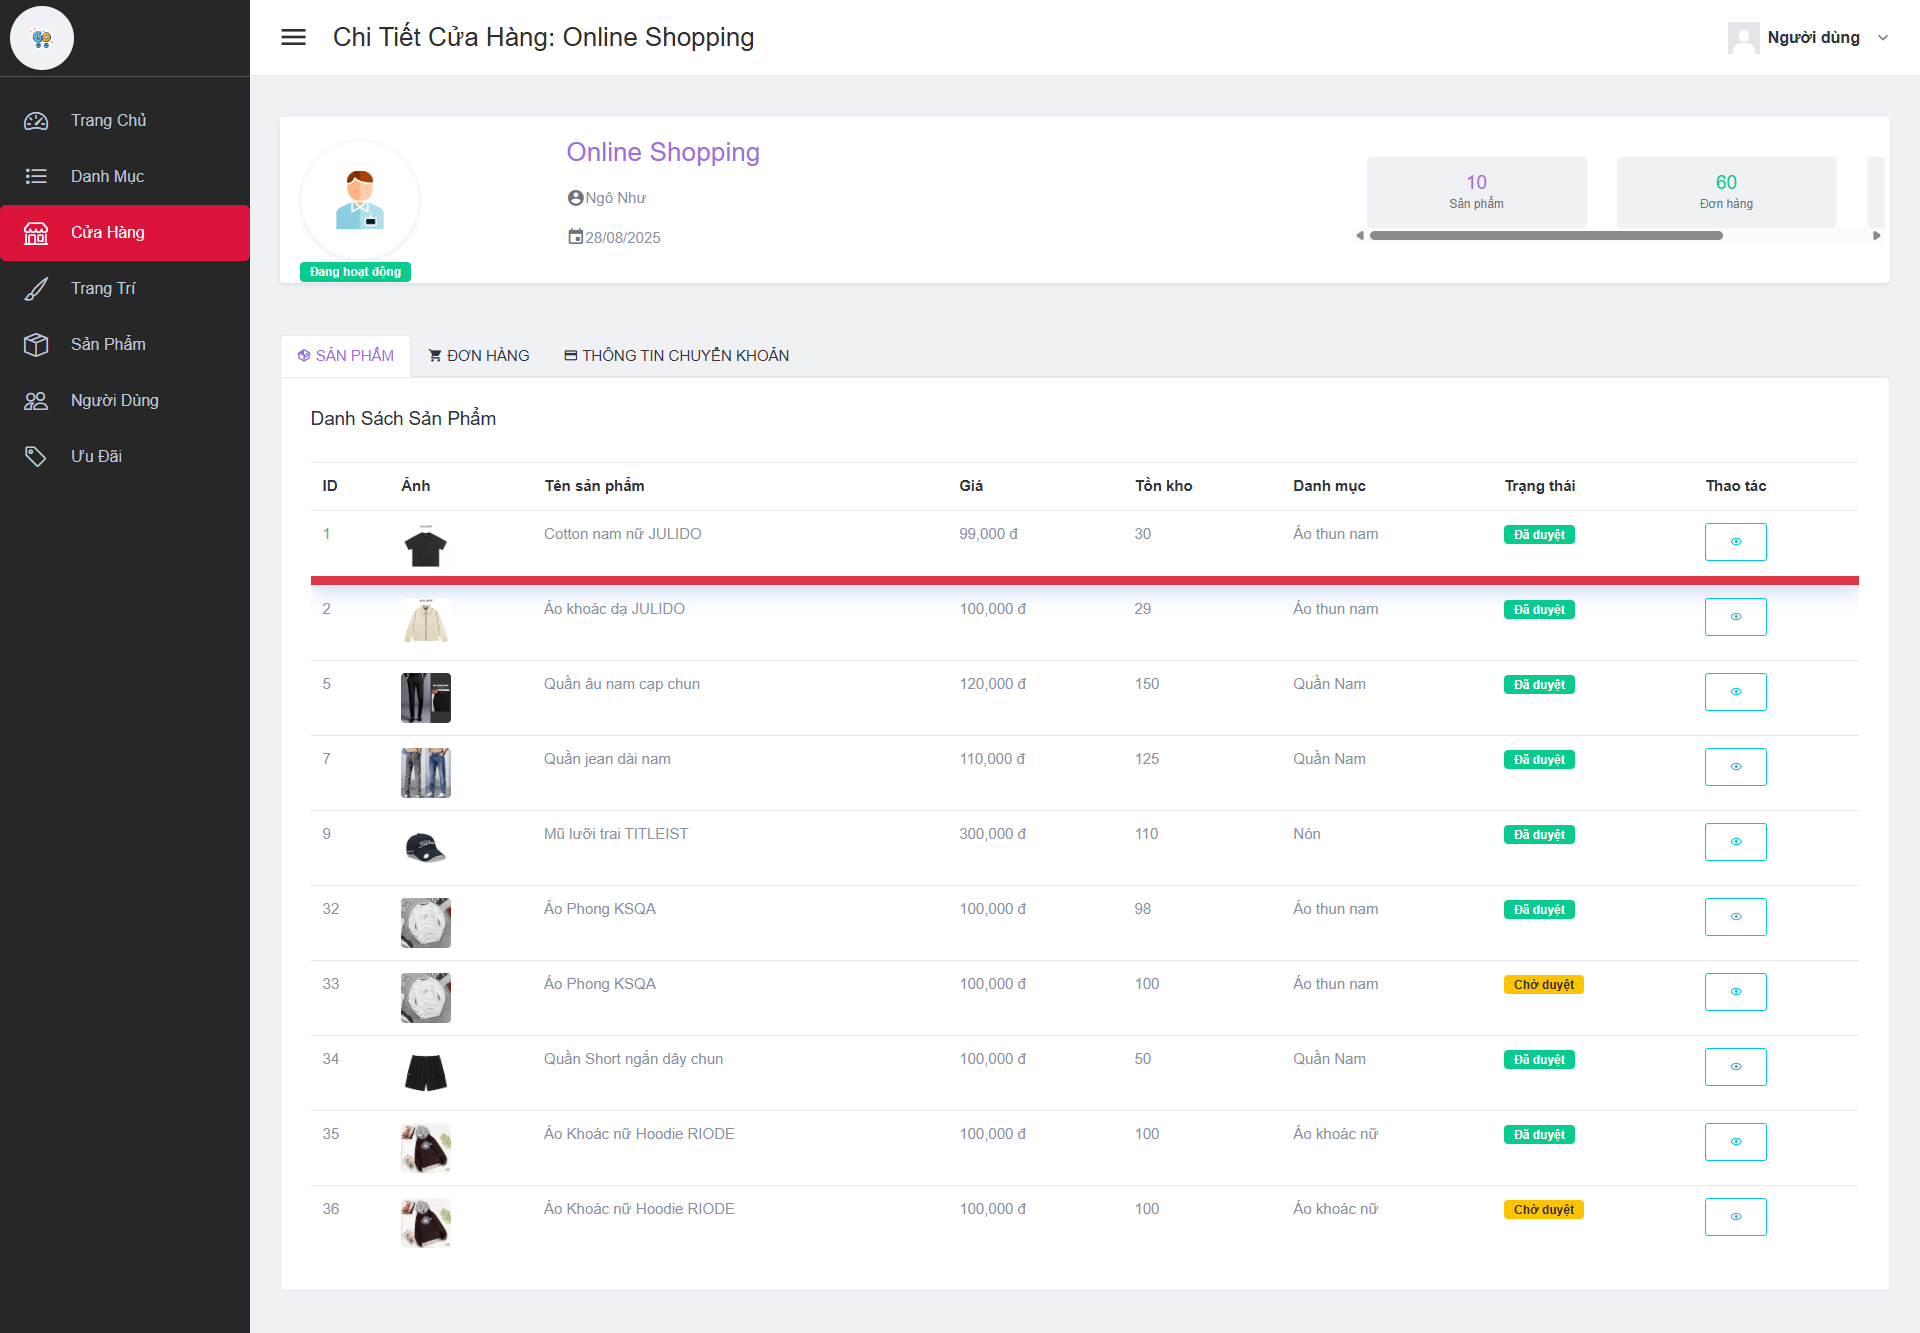 GO
Chi Tiết Cửa Hàng: Online Shopping
Người dùng
Trang Chủ
Danh Mục
Cửa Hàng
Trang Trí
Sản Phẩm
Người Dùng
Ưu Đãi
Online Shopping
Ngô Như
28/08/2025
Đang hoạt động
10
Sản phẩm
60
Đơn hàng
SẢN PHẨM
ĐƠN HÀNG
THÔNG TIN CHUYỂN KHOẢN
Danh Sách Sản Phẩm
ID Ảnh Tên sản phẩm Giá Tồn kho Danh mục Trạng thái Thao tác
1 Cotton nam nữ JULIDO 99,000 đ 30 Áo thun nam Đã duyệt
2 Áo khoác dạ JULIDO 100,000 đ 29 Áo thun nam Đã duyệt
5 Quần âu nam cạp chun 120,000 đ 150 Quần Nam Đã duyệt
7 Quần jean dài nam 110,000 đ 125 Quần Nam Đã duyệt
9 Mũ lưỡi trai TITLEIST 300,000 đ 110 Nón Đã duyệt
32 Áo Phong KSQA 100,000 đ 98 Áo thun nam Đã duyệt
33 Áo Phong KSQA 100,000 đ 100 Áo thun nam Chờ duyệt
34 Quần Short ngắn dây chun 100,000 đ 50 Quần Nam Đã duyệt
35 Áo Khoác nữ Hoodie RIODE 100,000 đ 100 Áo khoác nữ Đã duyệt
36 Áo Khoác nữ Hoodie RIODE 100,000 đ 100 Áo khoác nữ Chờ duyệt